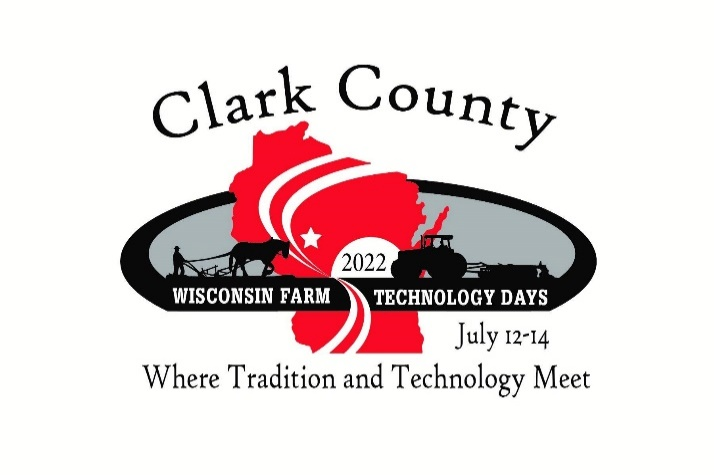 Clark County
2022
WISCONSIN FARM TECHNOLOGY DAYS
July 12-14
Where Tradition and Technology Meet